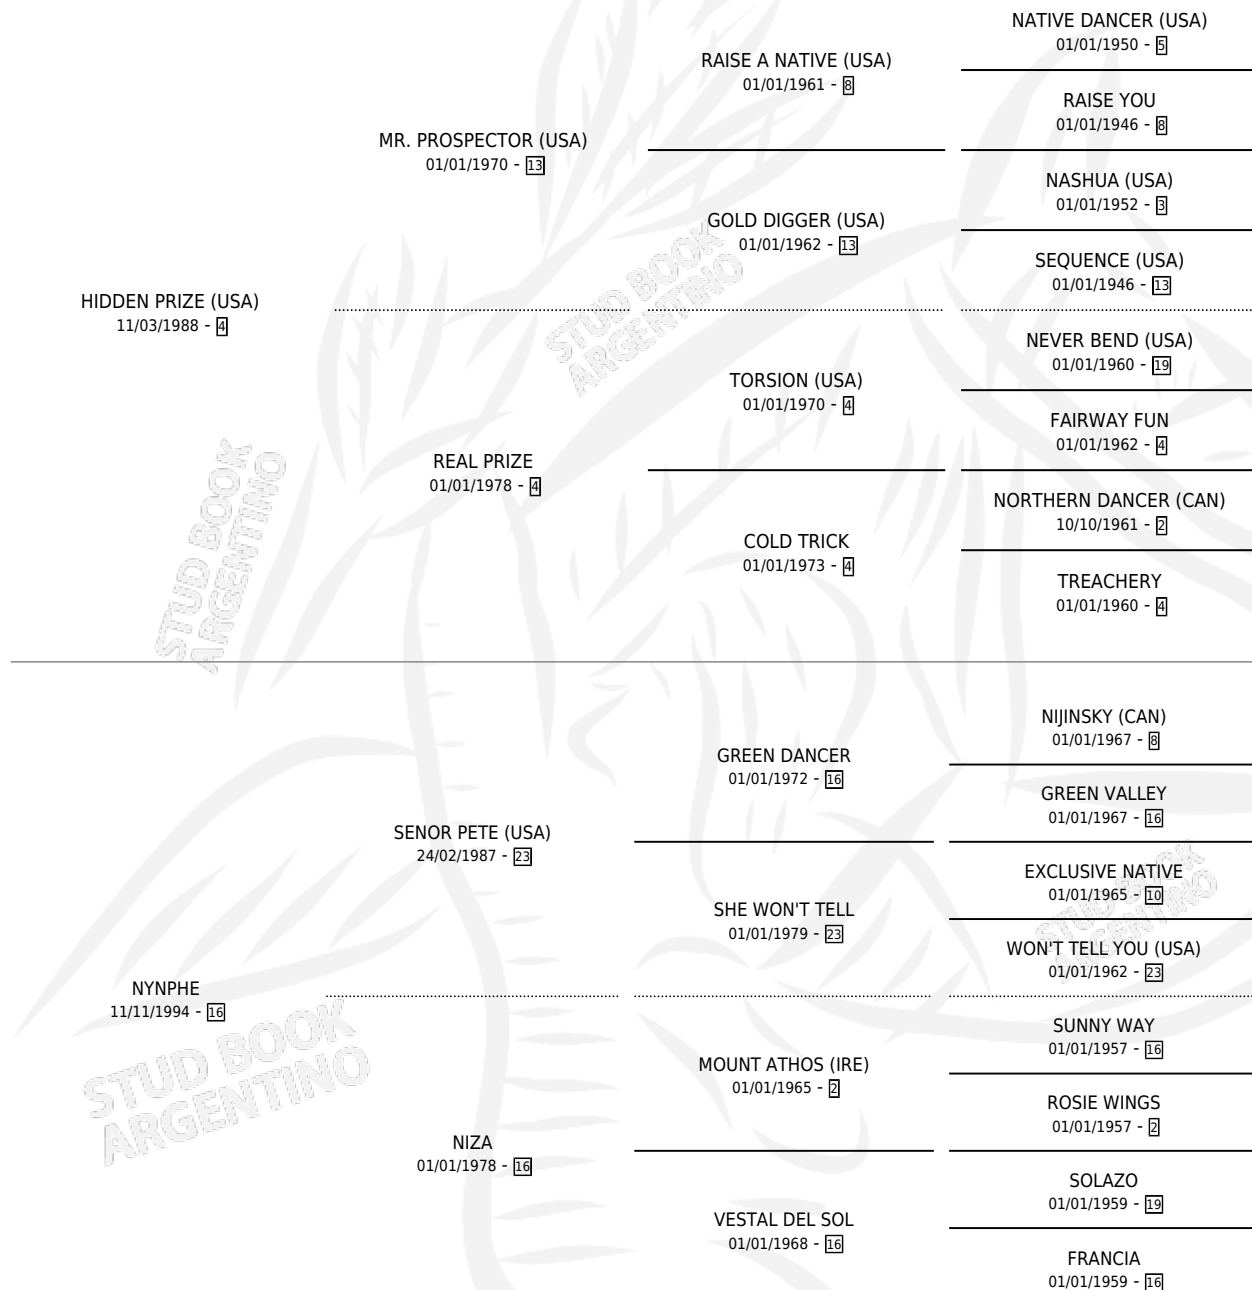 NATIVE DANCER (USA)
01/01/1950 - 5
RAISE A NATIVE (USA)
01/01/1961 - 8
RAISE YOU
01/01/1946 - 8
MR. PROSPECTOR (USA)
01/01/1970 - 13
NASHUA (USA)
01/01/1952 - 3
GOLD DIGGER (USA)
01/01/1962 - 13
SEQUENCE (USA)
01/01/1946 - 13
HIDDEN PRIZE (USA)
11/03/1988 - 4
NEVER BEND (USA)
01/01/1960 - 19
TORSION (USA)
01/01/1970 - 4
FAIRWAY FUN
01/01/1962 - 4
REAL PRIZE
01/01/1978 - 4
NORTHERN DANCER (CAN)
10/10/1961 - 2
COLD TRICK
01/01/1973 - 4
TREACHERY
01/01/1960 - 4
NIJINSKY (CAN)
01/01/1967 - 8
GREEN DANCER
01/01/1972 - 16
GREEN VALLEY
01/01/1967 - 16
SENOR PETE (USA)
24/02/1987 - 23
EXCLUSIVE NATIVE
01/01/1965 - 10
SHE WON'T TELL
01/01/1979 - 23
WON'T TELL YOU (USA)
01/01/1962 - 23
NYNPHE
11/11/1994 - 16
SUNNY WAY
01/01/1957 - 16
MOUNT ATHOS (IRE)
01/01/1965 - 2
ROSIE WINGS
01/01/1957 - 2
NIZA
01/01/1978 - 16
SOLAZO
01/01/1959 - 19
VESTAL DEL SOL
01/01/1968 - 16
FRANCIA
01/01/1959 - 16
STUD BOOK
ARGENTINO
STUD BOOK
ARGENTINO
STUD BOOK
ARGENTINO
STUD BOOK
ARGENTINO